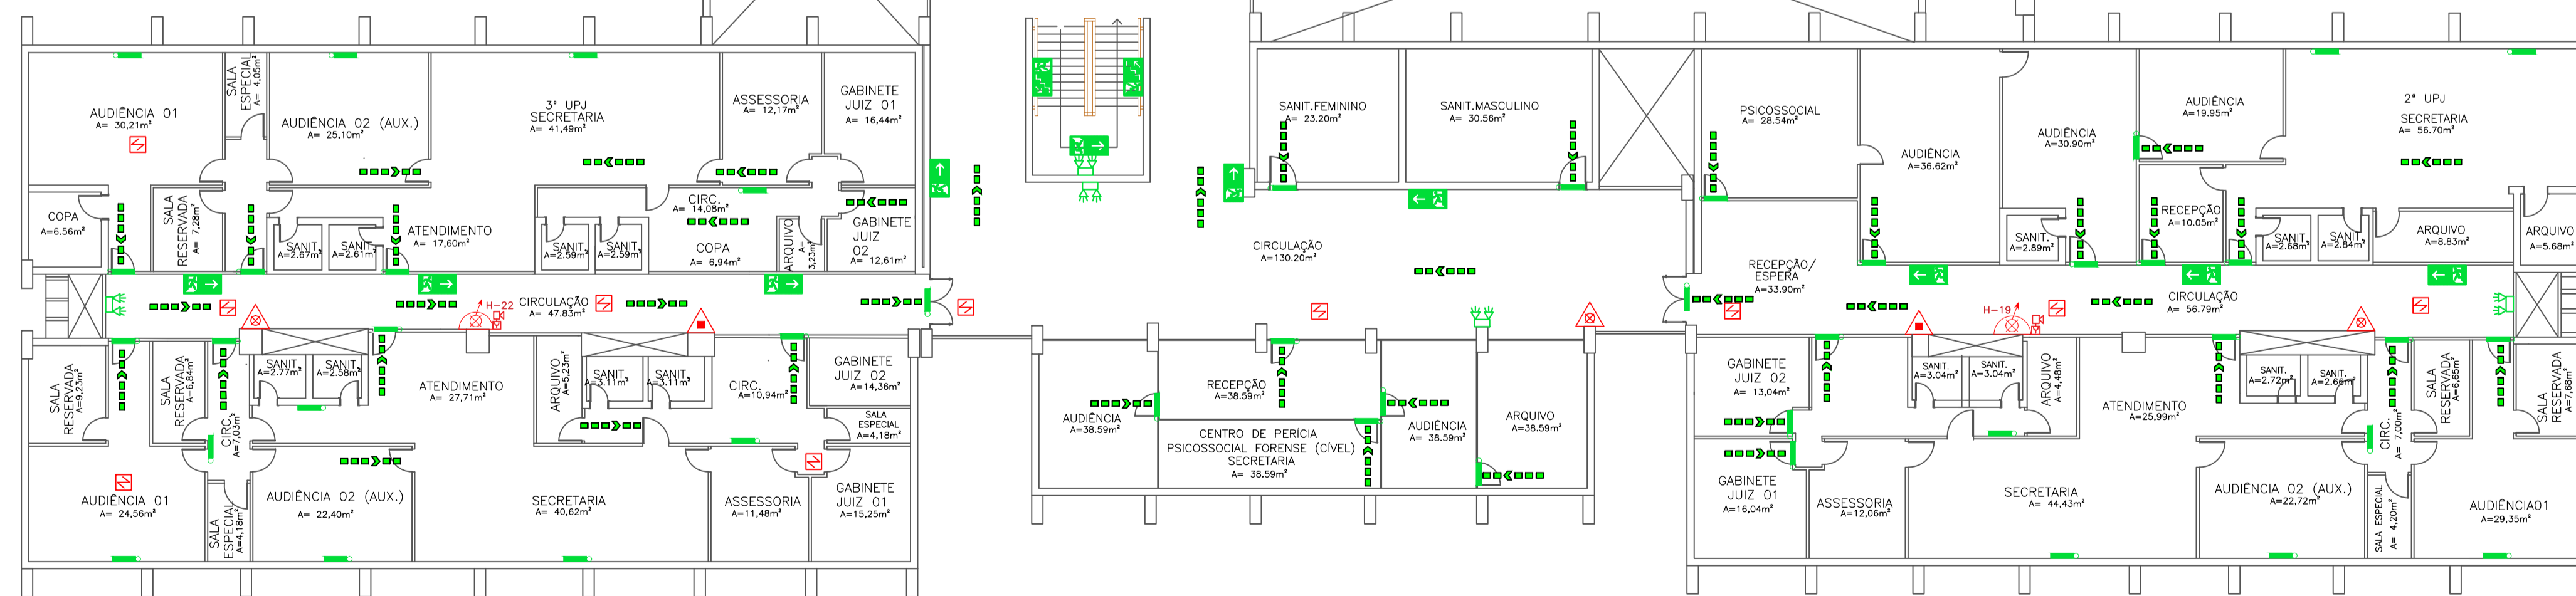 AUDIÊNCIA 01
A= 30,21m²
SALA
ESPECIAL
A= 4,05m²
AUDIÊNCIA 02 (AUX.)
A= 25,10m²
3ª UPJ
SECRETARIA
A= 41,49m²
ASSESSORIA
A= 12,17m²
GABINETE
JUIZ 01
A= 16,44m²
COPA
A=6.56m²
SALA
RESERVADA
A= 7,28m²
SANIT.
A=2.67m²
SANIT.
A=2.61m²
ATENDIMENTO
A= 17,60m²
SANIT.
A=2.59m²
SANIT.
A=2.59m²
CIRC.
A= 14,08m²
COPA
A= 6,94m²
ARQUIVO
A=
3,23m²
GABINETE
JUIZ
02
A= 12,61m²
H-22
CIRCULAÇÃO
A= 47.83m²
SALA
RESERVADA
A=9,23m²
SALA
RESERVADA
A=6,84m²
CIRC.
A=7,03m²
SANIT.
A=2.77m²
SANIT.
A=2.58m²
ATENDIMENTO
A= 27,71m²
ARQUIVO
A=5,23m²
SANIT.
A=3.11m²
SANIT.
A=3.11m²
CIRC.
A=10,94m²
GABINETE
JUIZ 02
A=14,36m²
SALA
ESPECIAL
A=4,18m²
AUDIÊNCIA 01
A= 24,56m²
SALA
ESPECIAL
A=4,18m²
AUDIÊNCIA 02 (AUX.)
A= 22,40m²
SECRETARIA
A= 40,62m²
ASSESSORIA
A=11,48m²
GABINETE
JUIZ 01
A=15,25m²
SANIT.FEMININO
A= 23.20m²
SANIT.MASCULINO
A= 30.56m²
CIRCULAÇÃO
A=130.20m²
AUDIÊNCIA
A=38.59m²
RECEPÇÃO
A=38.59m²
CENTRO DE PERÍCIA
PSICOSSOCIAL FORENSE (CÍVEL)
SECRETARIA
A= 38.59m²
AUDIÊNCIA
A= 38.59m²
ARQUIVO
A=38.59m²
PSICOSSOCIAL
A= 28.54m²
AUDIÊNCIA
A=36.62m²
AUDIÊNCIA
A=30.90m²
AUDIÊNCIA
A=19.95m²
2ª UPJ
SECRETARIA
A= 56.70m²
RECEPÇÃO/
ESPERA
A=33.90m²
SANIT.
A=2.89m²
RECEPÇÃO
A=10.05m²
SANIT.
A=2.68m²
SANIT.
A=2.84m²
ARQUIVO
A=8.83m²
ARQUIVO
A=5.68m²
H-19
CIRCULAÇÃO
A= 56.79m²
GABINETE
JUIZ 02
A= 13,04m²
SANIT.
A=3.04m²
SANIT.
A=3.04m²
ARQUIVO
A=4,48m²
ATENDIMENTO
A=25,99m²
SANIT.
A=2.72m²
SANIT.
A=2.66m²
CIRC.
A= 7,00m²
SALA
RESERVADA
A=6,65m²
SALA
RESERVADA
A=7,68m²
GABINETE
JUIZ 01
A=16,04m²
ASSESSORIA
A=12,06m²
SECRETARIA
A= 44,43m²
AUDIÊNCIA 02 (AUX.)
A=22,72m²
SALA ESPECIAL
A= 4,20m²
AUDIÊNCIA01
A=29,35m²